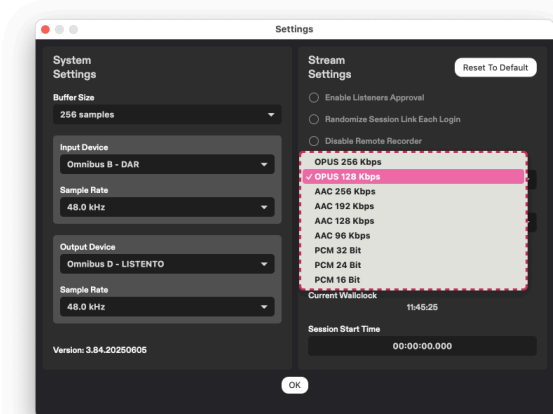 Settings
System
Settings
Buffer Size
256 samples
Input Device
Omnibus B - DAR
Sample Rate
48.0 kHz
Output Device
Omnibus D - LISTENTO
Sample Rate
48.0 kHz
Version: 3.84.20250605
Stream
Settings
Reset To Default
Enable Listeners Approval
Randomize Session Link Each Login
Disable Remote Recorder
OPUS 256 Kbps
✓ OPUS 128 Kbps
AAC 256 Kbps
AAC 192 Kbps
AAC 128 Kbps
AAC 96 Kbps
PCM 32 Bit
PCM 24 Bit
PCM 16 Bit
Current Wallclock
11:45:25
Session Start Time
00:00:00.000
OK